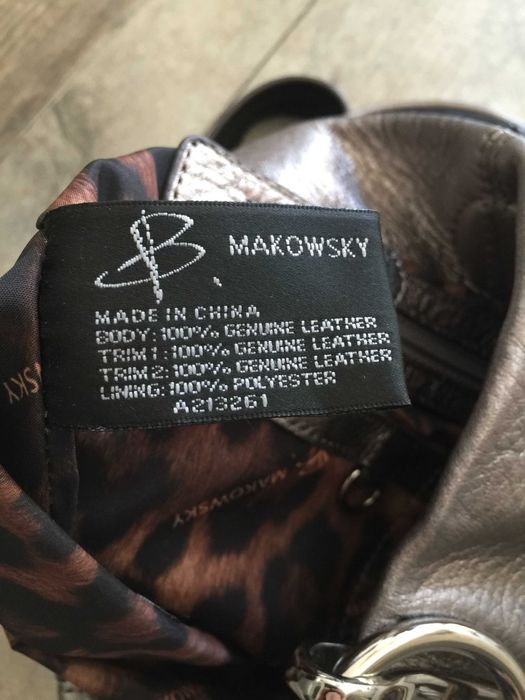 B. MAKOWSKY
MADE IN CHINA
BODY: 100% GENUINE LEATHER
TRIM 1: 100% GENUINE LEATHER
TRIM 2: 100% GENUINE LEATHER
LINING: 100% POLYESTER
A213261
B. MAKOWSKY